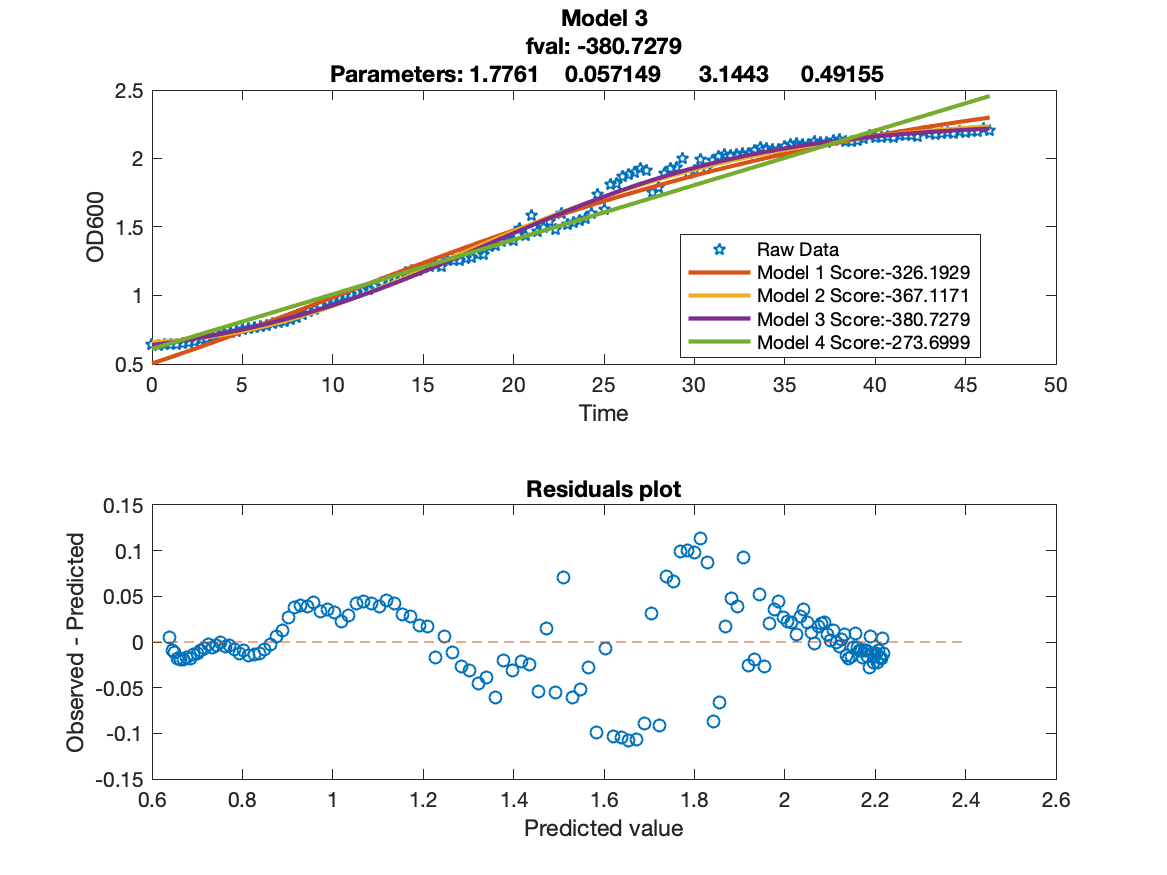 Model 3
fval: -380.7279
Parameters: 1.7761 0.057149 3.1443 0.49155
2.5
2
1.5
1
0.5
OD600
Raw Data
Model 1 Score:-326.1929
Model 2 Score:-367.1171
Model 3 Score:-380.7279
Model 4 Score:-273.6999
0 5 10 15 20 25 30 35 40 45 50
Time
Residuals plot
0.15
0.1
0.05
0
-0.05
-0.1
-0.15
Observed - Predicted
0.6 0.8 1 1.2 1.4 1.6 1.8 2 2.2 2.4 2.6
Predicted value